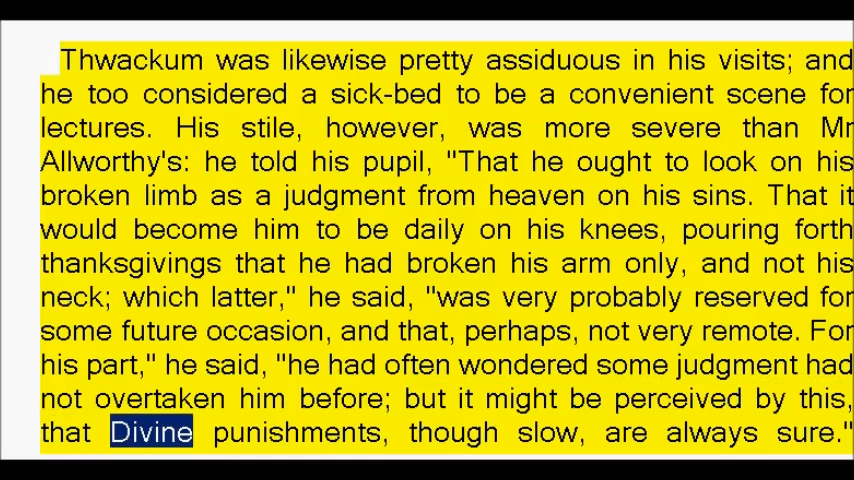 Thwackum was likewise pretty assiduous in his visits; and
he too considered a sick-bed to be a convenient scene for
lectures. His stile, however, was more severe than Mr
Allworthy's: he told his pupil, "That he ought to look on his
broken limb as a judgment from heaven on his sins. That it
would become him to be daily on his knees, pouring forth
thanksgivings that he had broken his arm only, and not his
neck; which latter," he said, "was very probably reserved for
some future occasion, and that, perhaps, not very remote. For
his part," he said, "he had often wondered some judgment had
not overtaken him before; but it might be perceived by this,
that Divine punishments, though slow, are always sure."